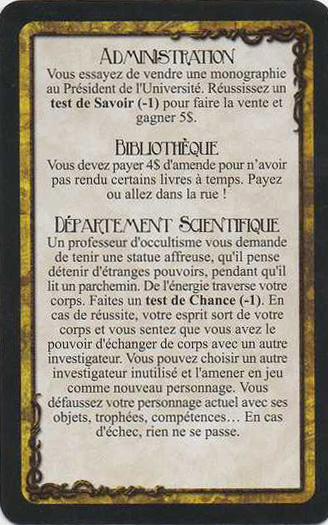 ADMINISTRATION
Vous essayez de vendre une monographie
au Président de l'Université. Réussissez un
test de Savoir (-1) pour faire la vente et
gagner 5$.
BIBLIOTHÈQUE
Vous devez payer 4$ d'amende pour n'avoir
pas rendu certains livres à temps. Payez
ou allez dans la rue !
DÉPARTEMENT SCIENTIFIQUE
Un professeur d'occultisme vous demande
de tenir une statue affreuse, qu'il pense
détenir d'étranges pouvoirs, pendant qu'il
lit un parchemin. De l'énergie traverse votre
corps. Faites un test de Chance (-1). En
cas de réussite, votre esprit sort de votre
corps et vous sentez que vous avez le
pouvoir d'échanger de corps avec un autre
investigateur. Vous pouvez choisir un autre
investigateur inutilisé et l'amener en jeu
comme nouveau personnage. Vous
défaussez votre personnage actuel avec ses
objets, trophées, compétences... En cas
d'échec, rien ne se passe.